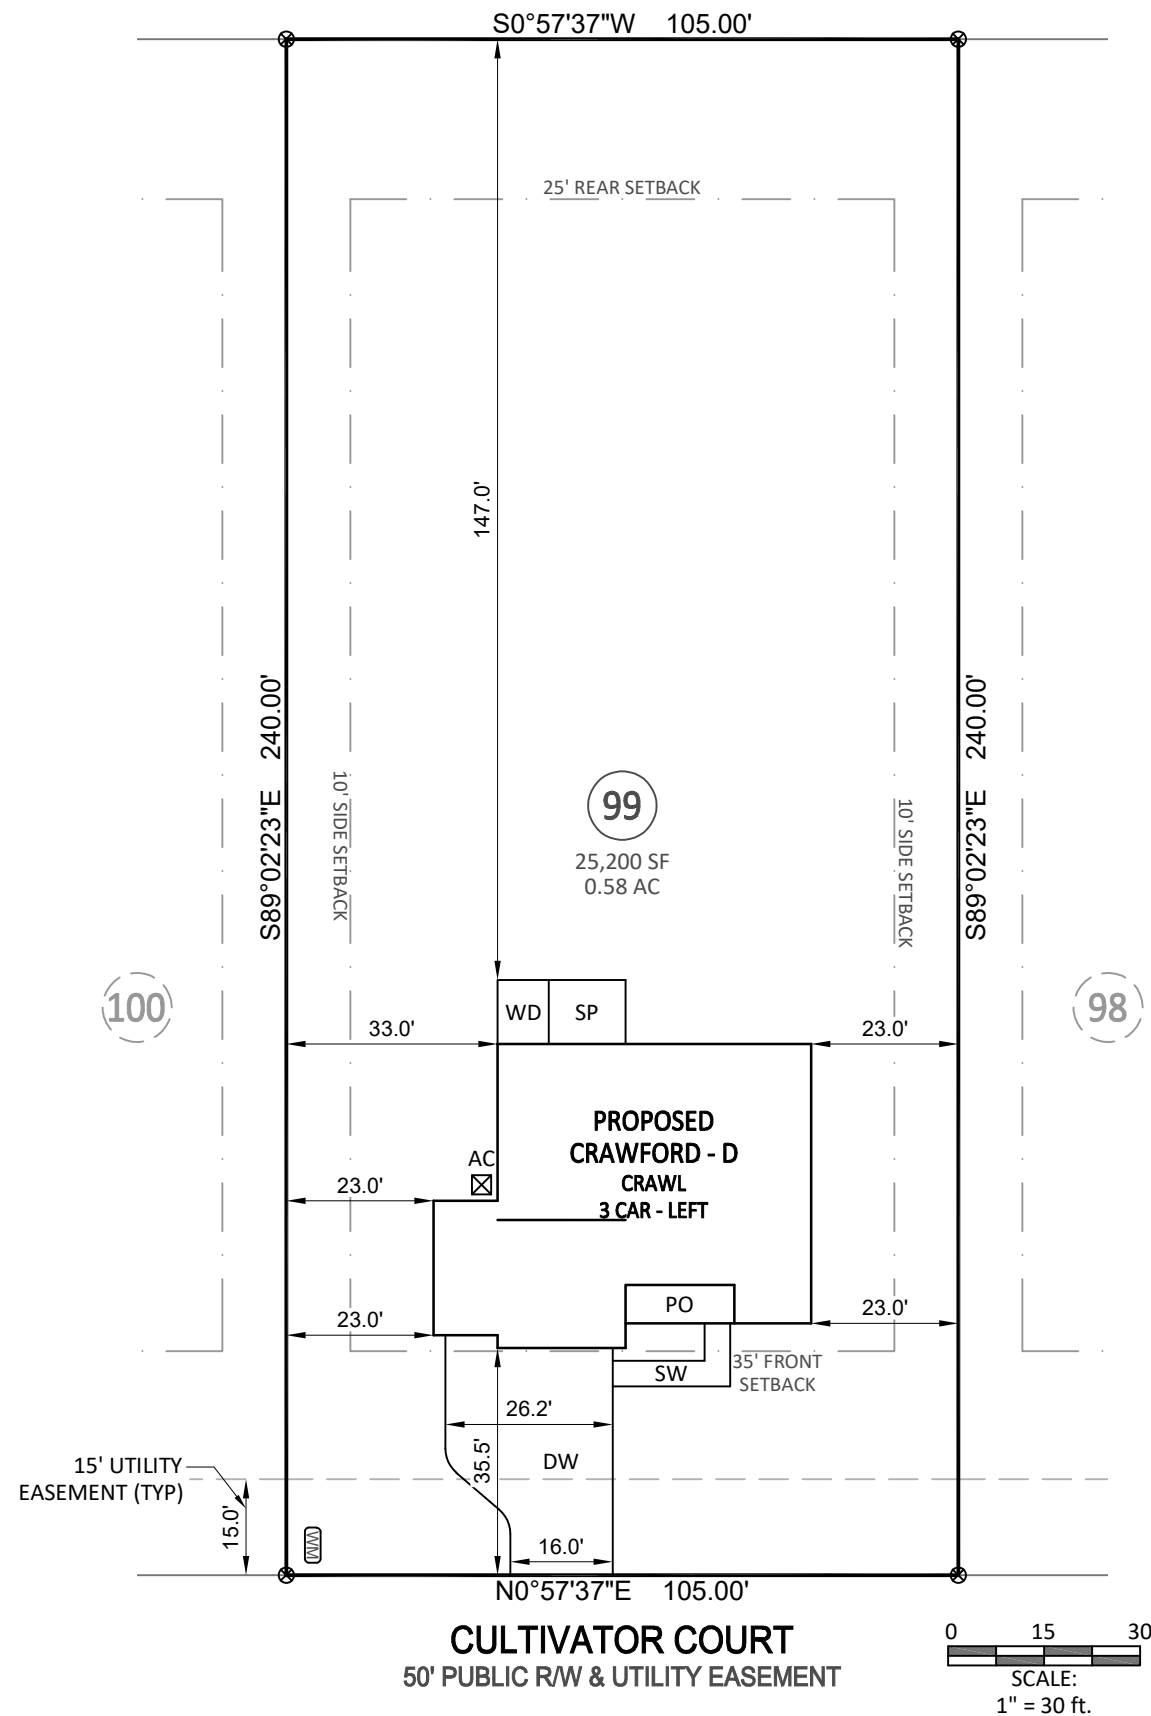 S0°57'37"W 105.00'
25' REAR SETBACK
147.0'
S89°02'23"E 240.00'
S89°02'23"E 240.00'
10' SIDE SETBACK
10' SIDE SETBACK
99
25,200 SF
0.58 AC
100
98
WD
SP
33.0'
23.0'
PROPOSED
CRAWFORD - D
CRAWL
3 CAR - LEFT
AC
23.0'
PO
23.0'
23.0'
SW
35' FRONT
SETBACK
26.2'
35.5'
DW
15' UTILITY
EASEMENT (TYP)
15.0'
WM
16.0'
N0°57'37"E 105.00'
CULTIVATOR COURT
50' PUBLIC R/W & UTILITY EASEMENT
0 15 30
SCALE:
1" = 30 ft.